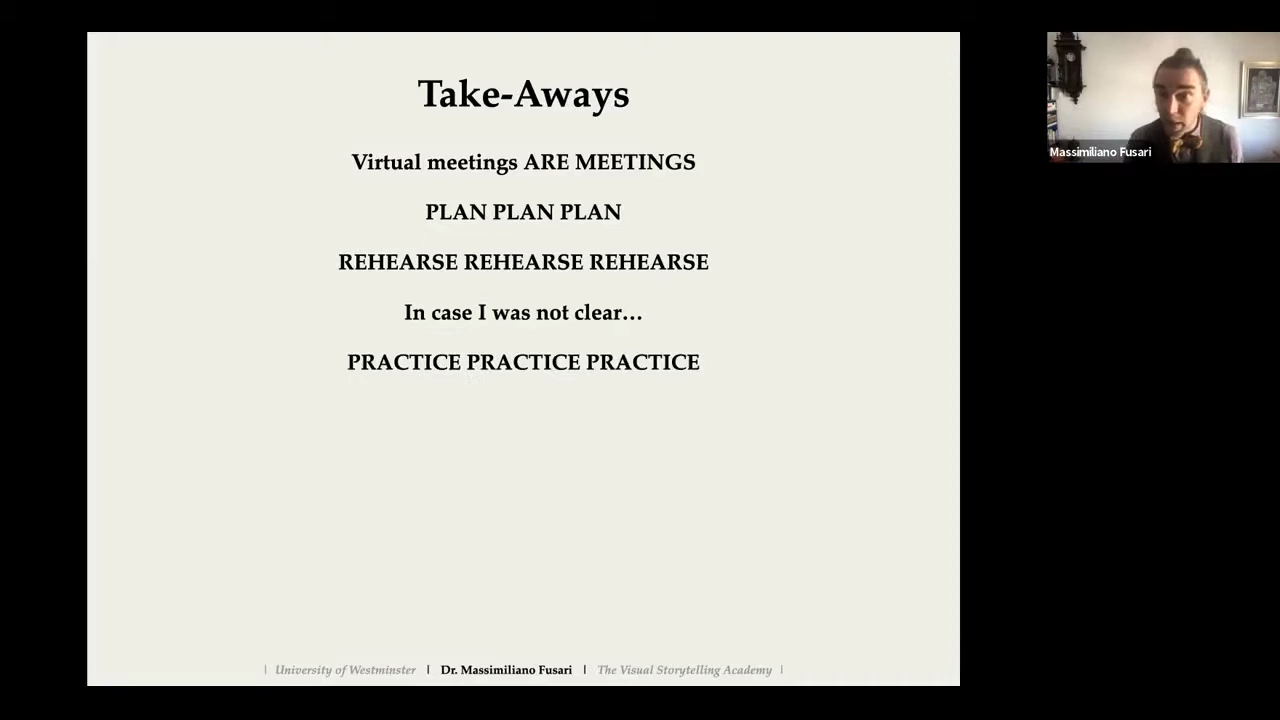 Take-Aways
Virtual meetings ARE MEETINGS
PLAN PLAN PLAN
REHEARSE REHEARSE REHEARSE
In case I was not clear…
PRACTICE PRACTICE PRACTICE
| University of Westminster | Dr. Massimiliano Fusari | The Visual Storytelling Academy |
Massimiliano Fusari